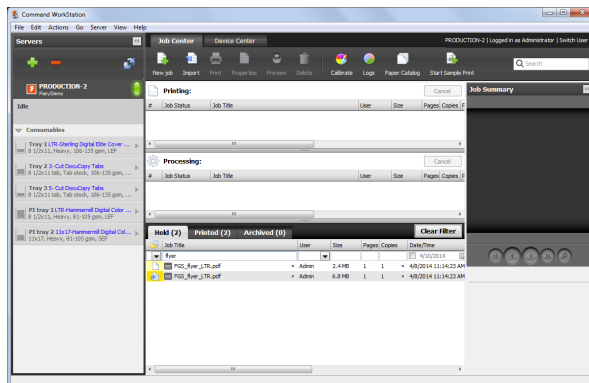 Command WorkStation
File Edit Actions Go Server View Help
Servers
Job Center Device Center
PRODUCTION-2 | Logged in as Administrator | Switch User
New job Import Print Properties Preview Delete Calibrate Logs Paper Catalog Start Sample Print
Search
PRODUCTION-2
FieryDemo
Idle
Consumables
Tray 1 LTR-Sterling Digital Elite Cover ...
8 1/2x11, Heavy, 106-135 gsm, LEF
Tray 2 3- Cut DocuCopy Tabs
8 1/2x11 tab, Tab stock, 106-135 gsm, ...
Tray 3 5- Cut DocuCopy Tabs
8 1/2x11 tab, Tab stock, 106-135 gsm, ...
PI tray 1 LTR-Hammermill Digital Color ...
8 1/2x11, Heavy, 81-105 gsm, LEF
PI tray 2 11x17-Hammermill Digital Col...
11x17, Heavy, 81-105 gsm, SEF
Printing:
Cancel
# Job Status Job Title User Size Pages Copies F
Processing:
Cancel
# Job Status Job Title User Size Pages Copies F
Held (2) Printed (2) Archived (0)
Clear Filter
Job Title User Size Pages Copies Date/Time
flyer 4/10/2014
FGS_flyer_LTR.pdf Admin 2.4 MB 1 1 4/8/2014 11:14:23 AM
FGS_flyer_LTR.pdf Admin 6.8 MB 1 1 4/8/2014 11:14:23 AM
Job Summary